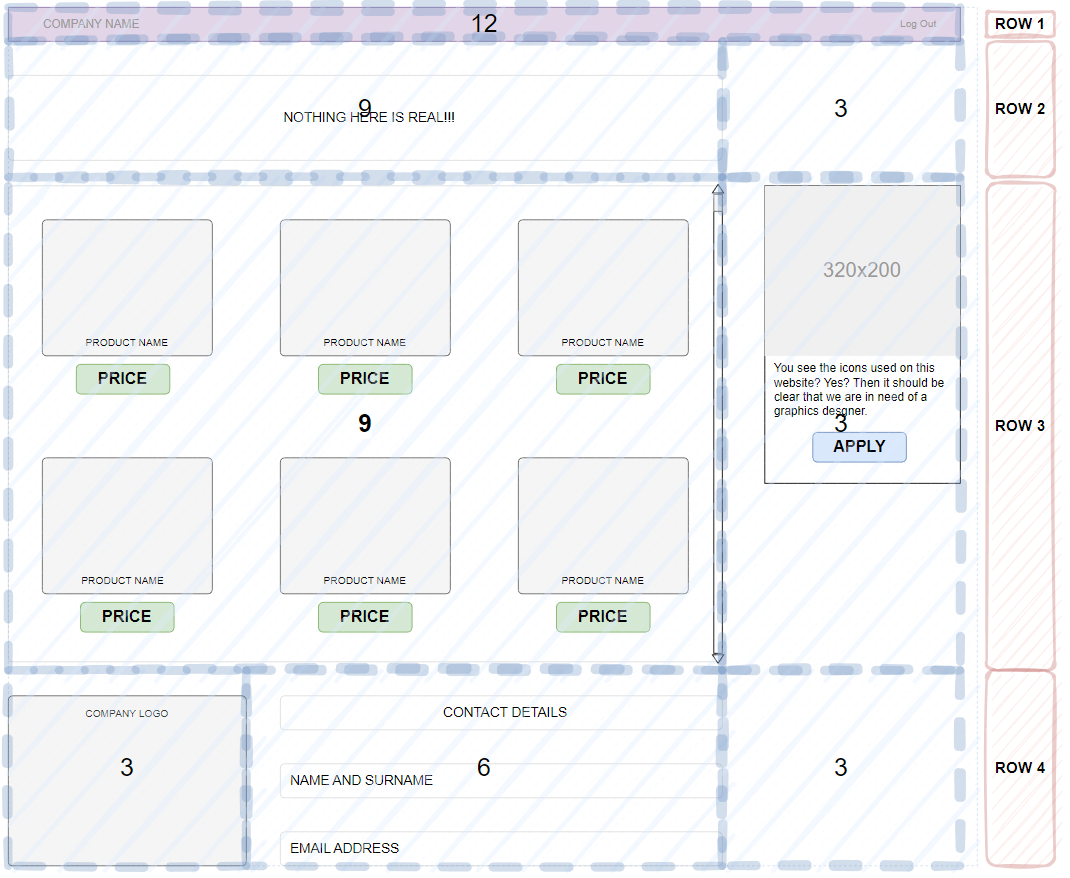 COMPANY NAME
12
Log Out
ROW 1
9
NOTHING HERE IS REAL!!!
3
ROW 2
320x200
PRODUCT NAME
PRODUCT NAME
PRODUCT NAME
PRICE
PRICE
PRICE
You see the icons used on this
website? Yes? Then it should be
clear that we are in need of a
graphics desgner.
9
3
ROW 3
APPLY
PRODUCT NAME
PRODUCT NAME
PRODUCT NAME
PRICE
PRICE
PRICE
COMPANY LOGO
CONTACT DETAILS
3
6
3
ROW 4
NAME AND SURNAME
EMAIL ADDRESS